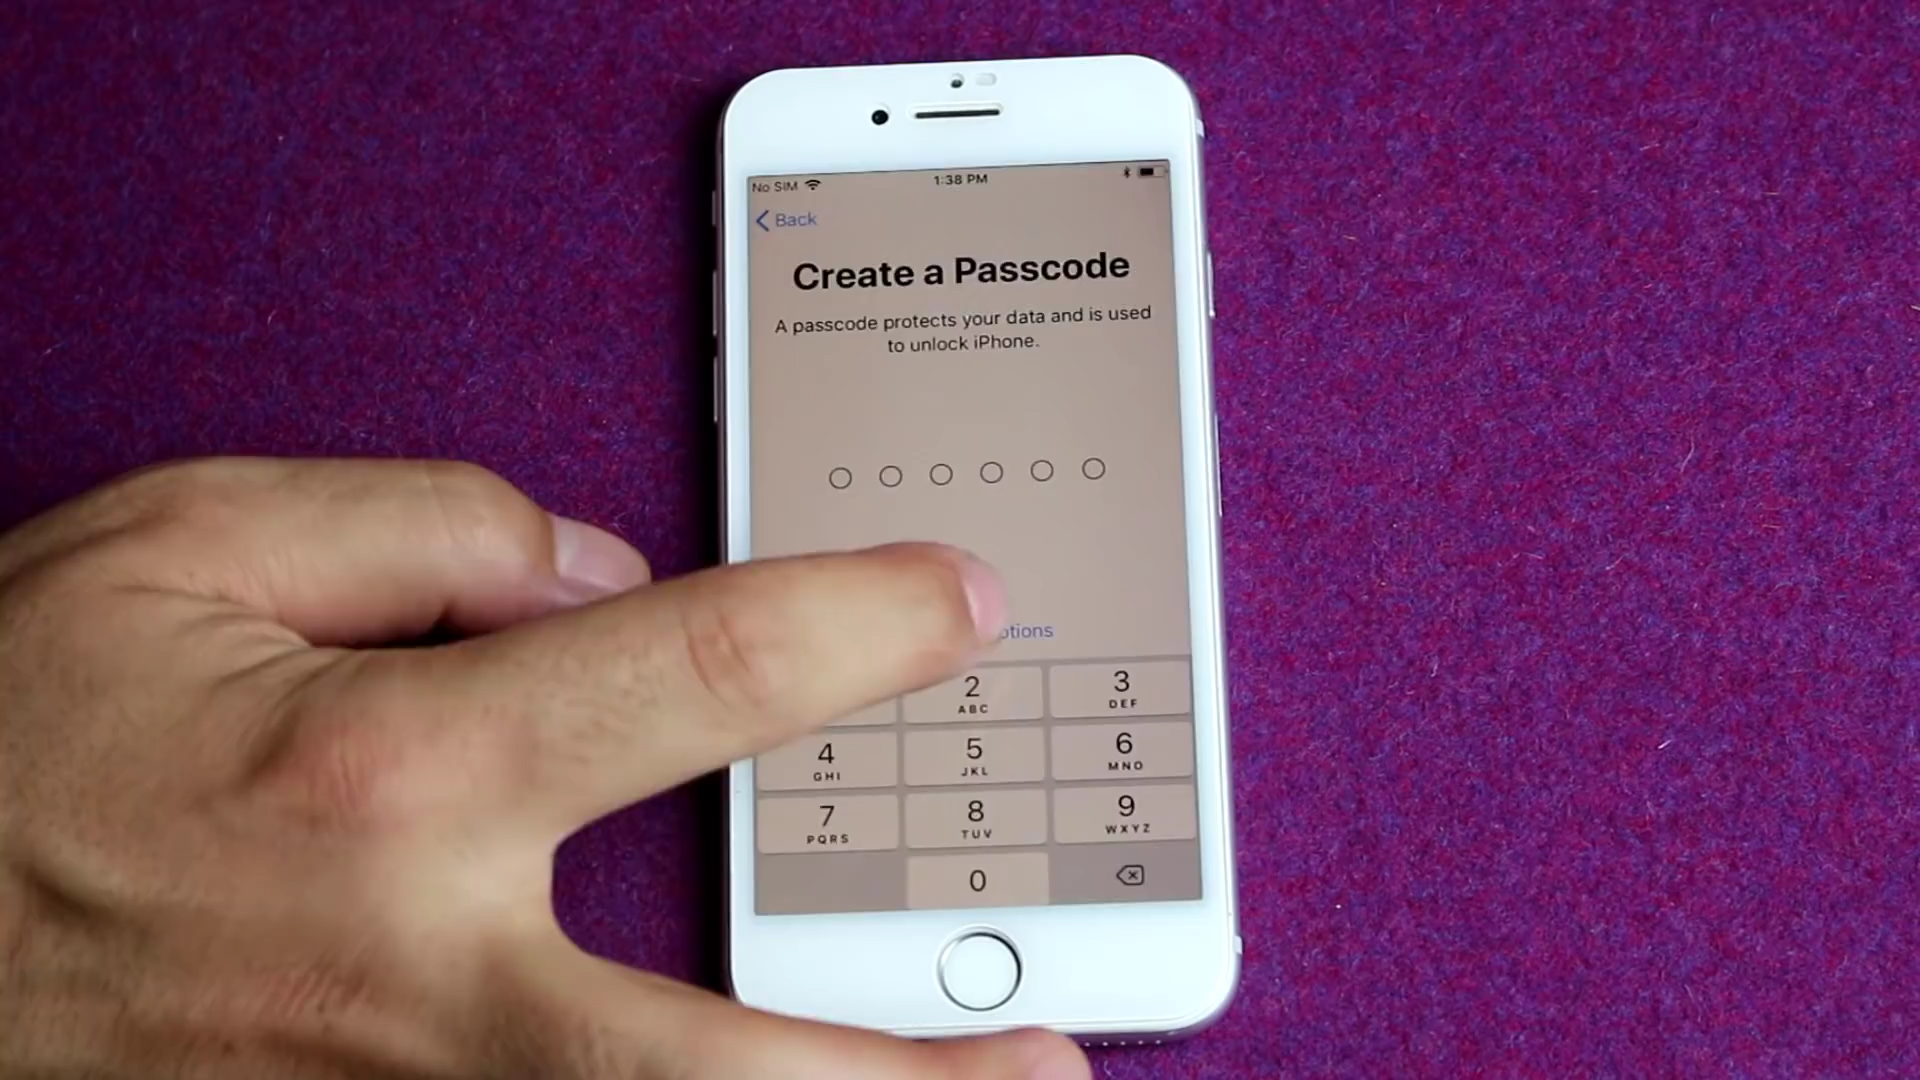 No SIM 1:38 PM
Back
Create a Passcode
A passcode protects your data and is used
to unlock iPhone.
2 3
ABC DEF
4 5 6
GHI JKL MNO
7 8 9
PQRS TUV WXYZ
0